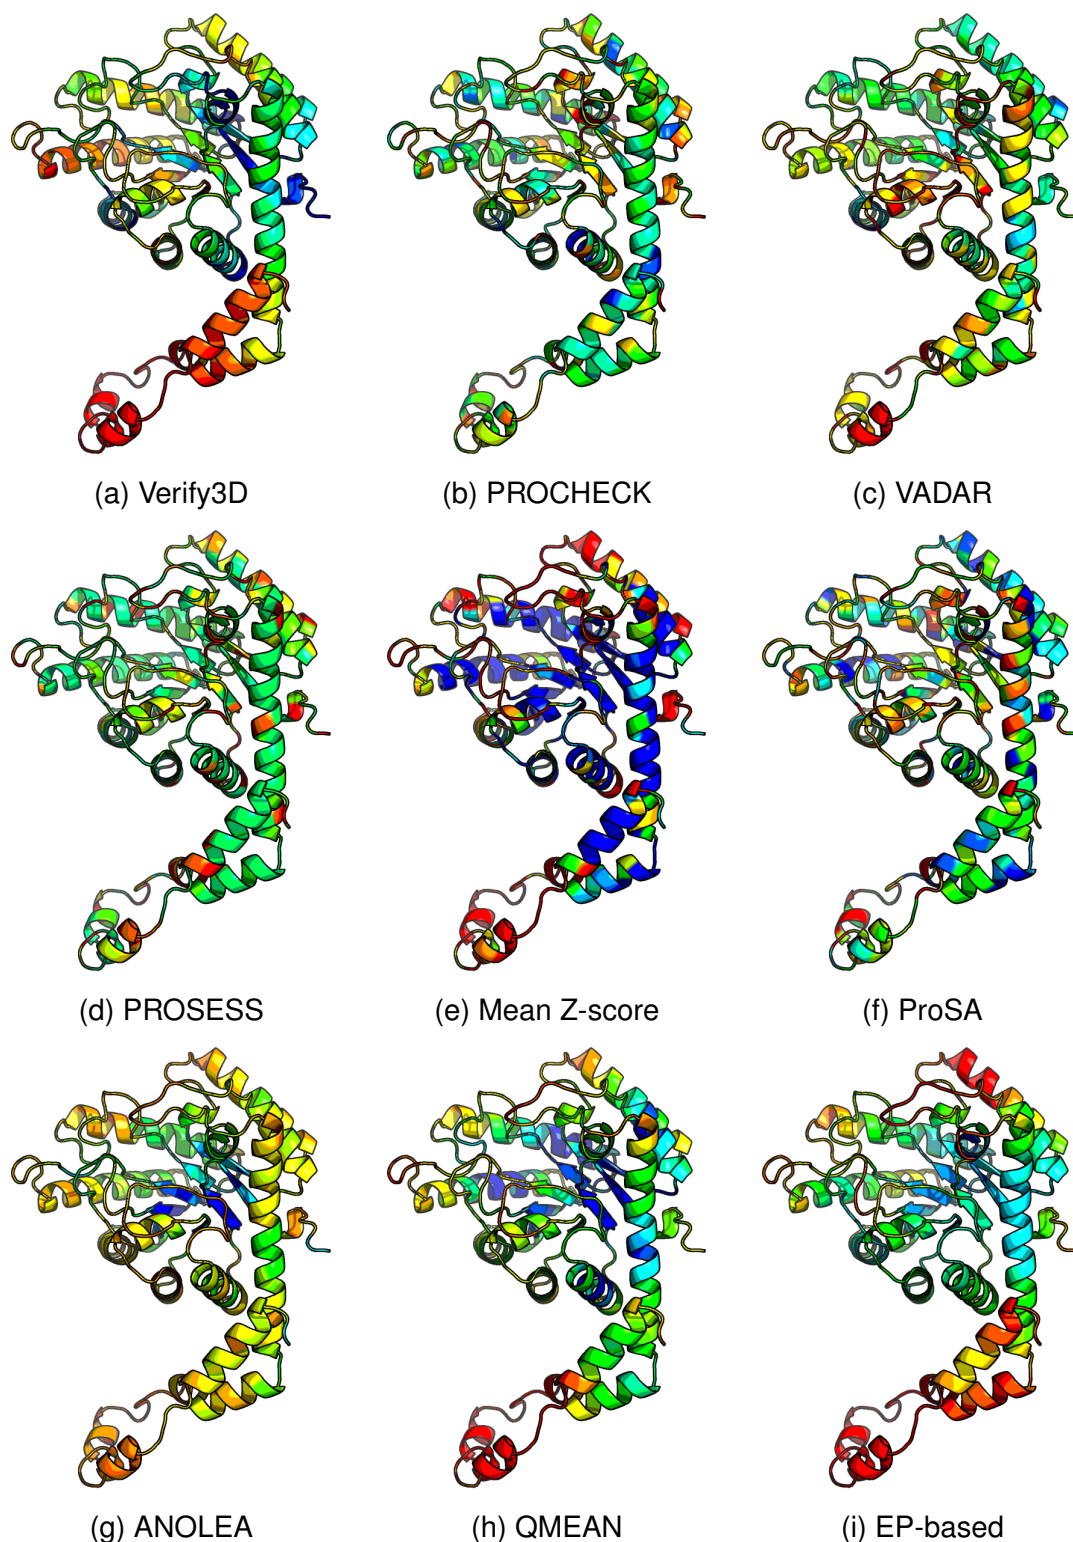 (a) Verify3D
(b) PROCHECK
(c) VADAR
(d) PROSESS
(e) Mean Z-score
(f) ProSA
(g) ANOLEA
(h) QMEAN
(i) EP-based